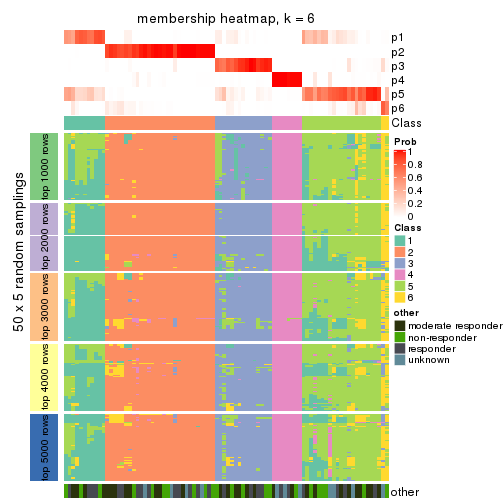 membership heatmap, k = 6
p1
p2
p3
p4
p5
p6
Class
50 x 5 random samplings
top 1000 rows
top 2000 rows
top 3000 rows
top 4000 rows
top 5000 rows
Prob
1
0.8
0.6
0.4
0.2
0
Class
1
2
3
4
5
6
other
moderate responder
non-responder
responder
unknown
other